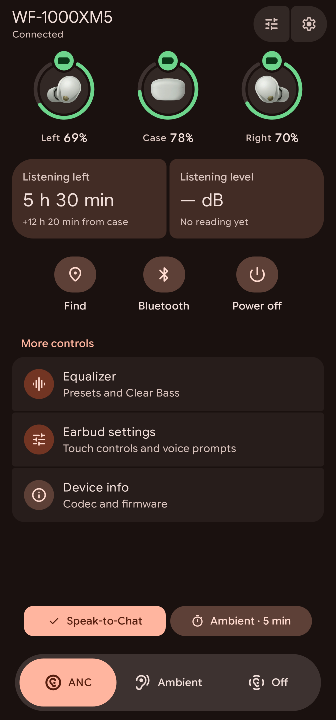 WF-1000XM5
Connected
Left 69%
Case 78%
Right 70%
Listening left
5 h 30 min
+12 h 20 min from case
Listening level
— dB
No reading yet
Find
Bluetooth
Power off
More controls
Equalizer
Presets and Clear Bass
Earbud settings
Touch controls and voice prompts
Device info
Codec and firmware
Speak-to-Chat
Ambient · 5 min
ANC
Ambient
Off